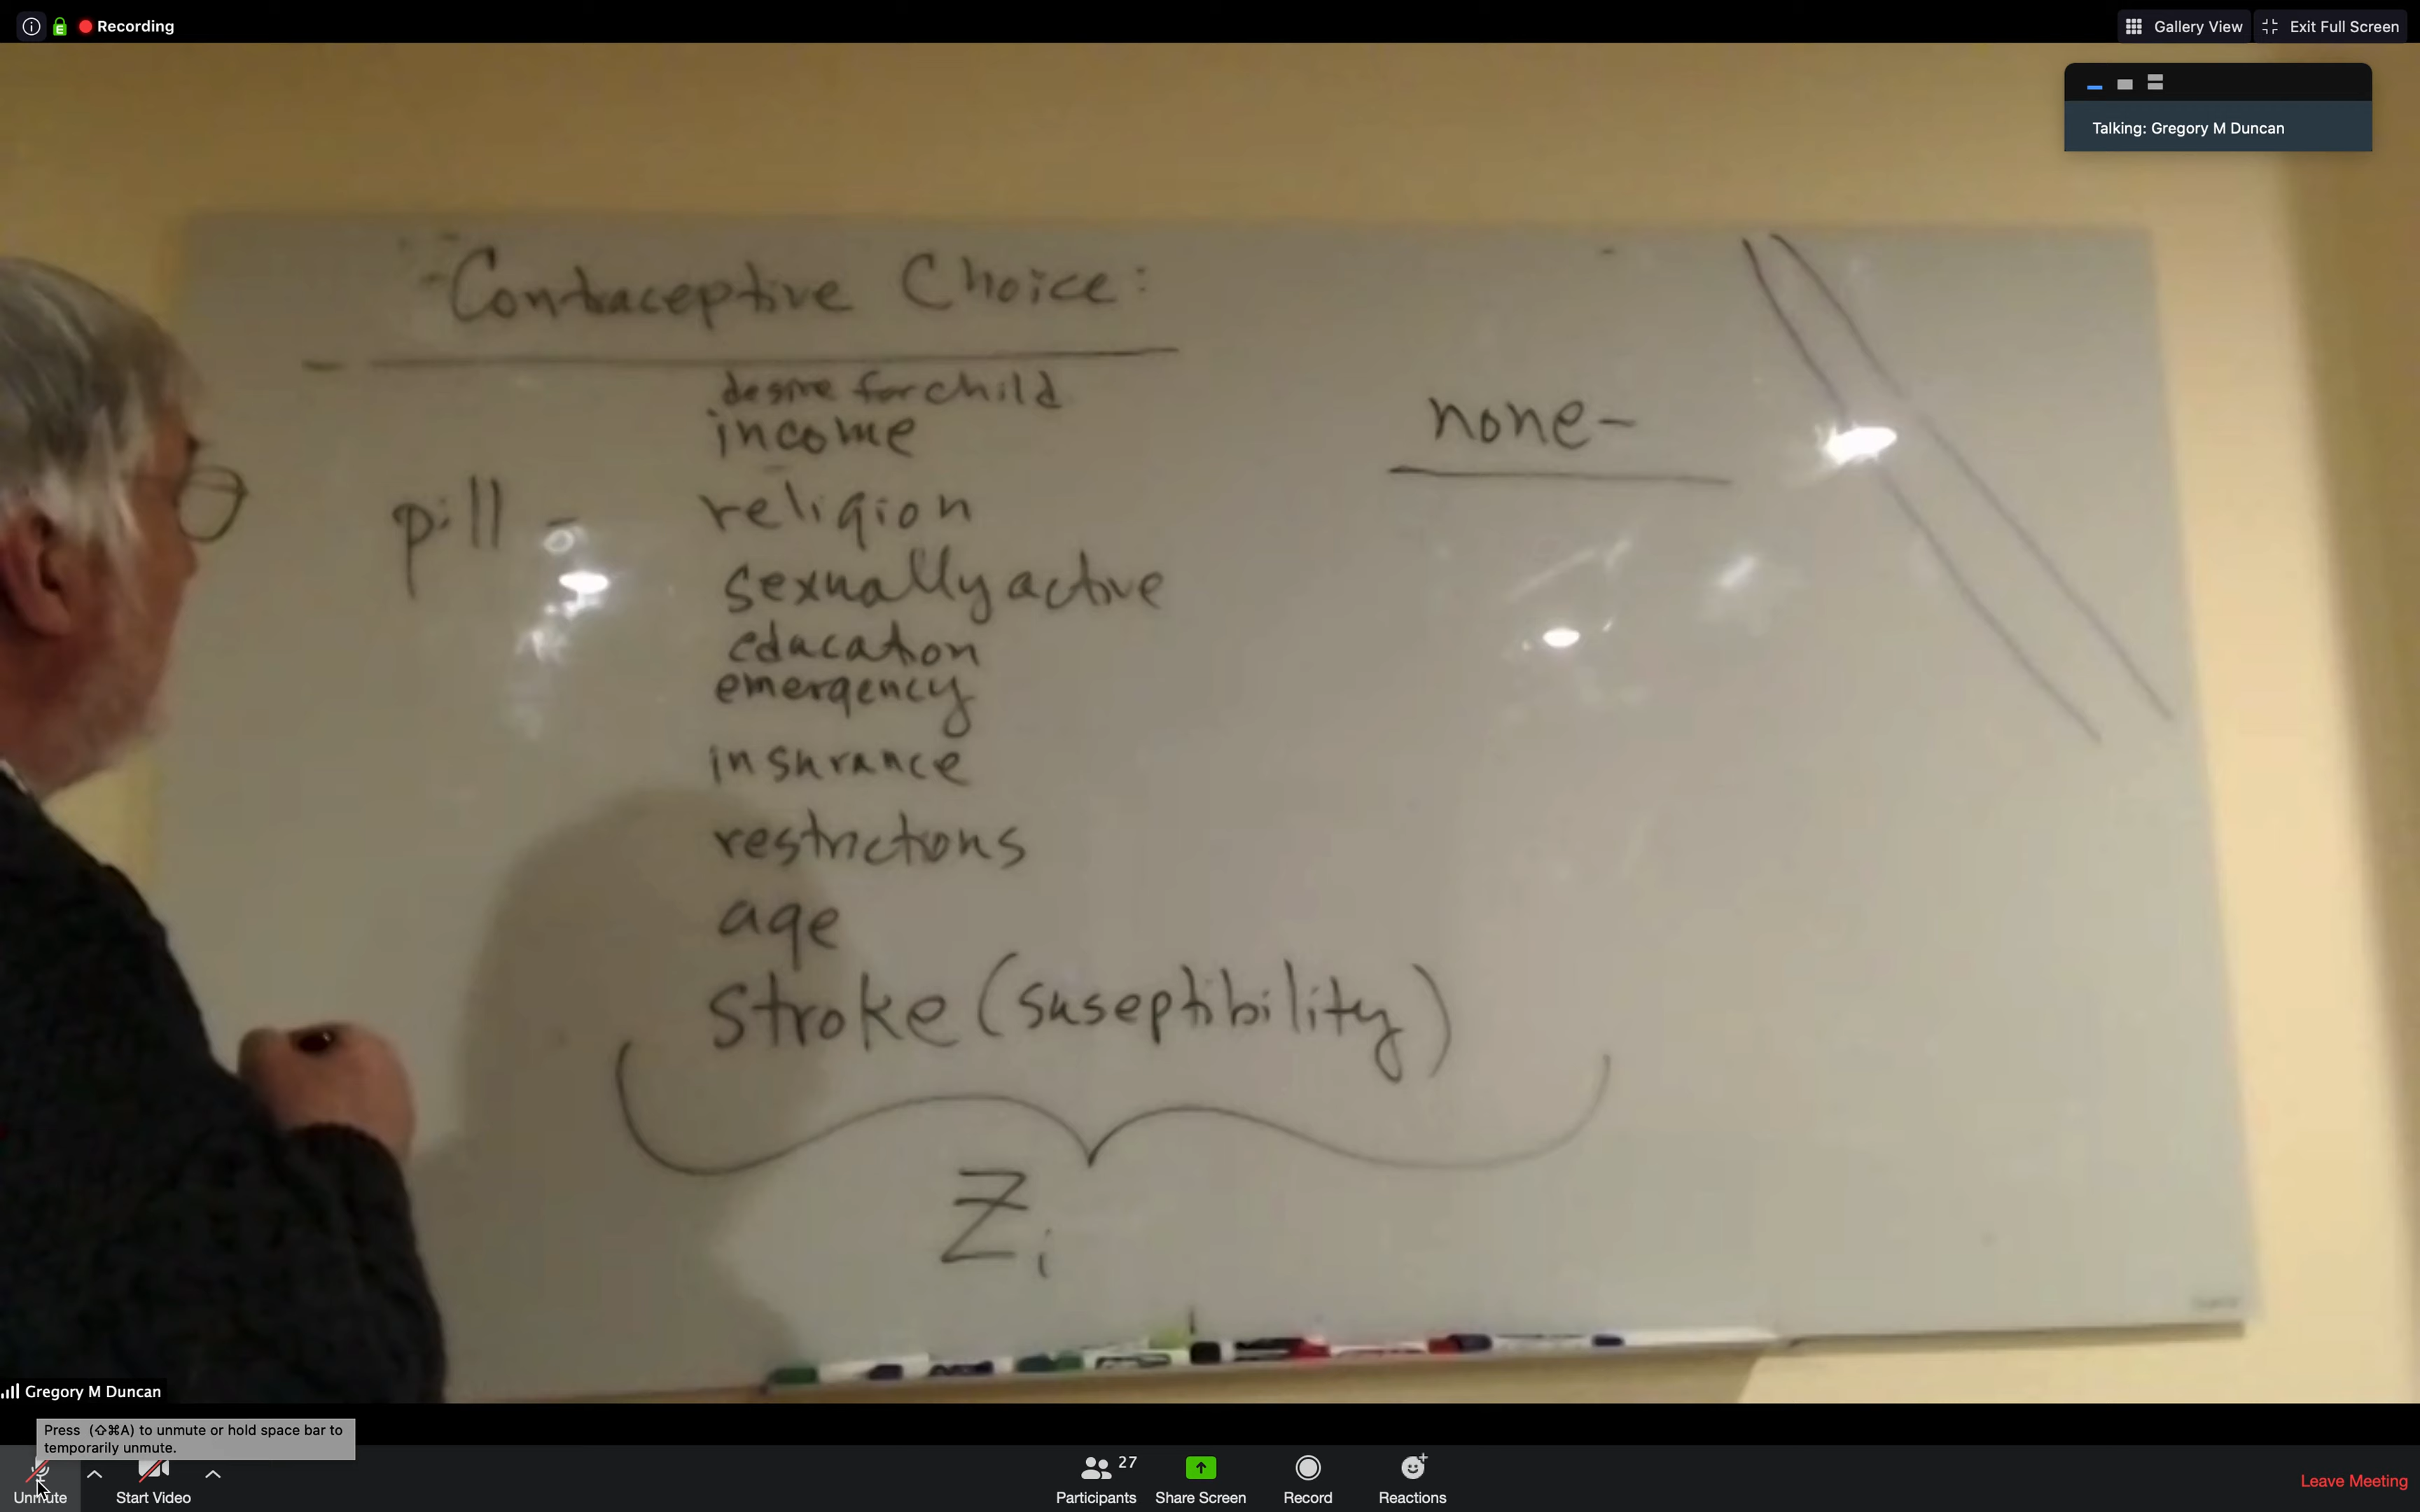 Recording
Gallery View
Exit Full Screen
Talking: Gregory M Duncan
Contraceptive Choice:
desire for child
income
none-
pill -
religion
sexually active
education
emergency
insurance
restrictions
age
Stroke (suseptibility)
Zi
Gregory M Duncan
Press (⇧⌘A) to unmute or hold space bar to
temporarily unmute.
Unmute
Start Video
27
Participants
Share Screen
Record
Reactions
Leave Meeting